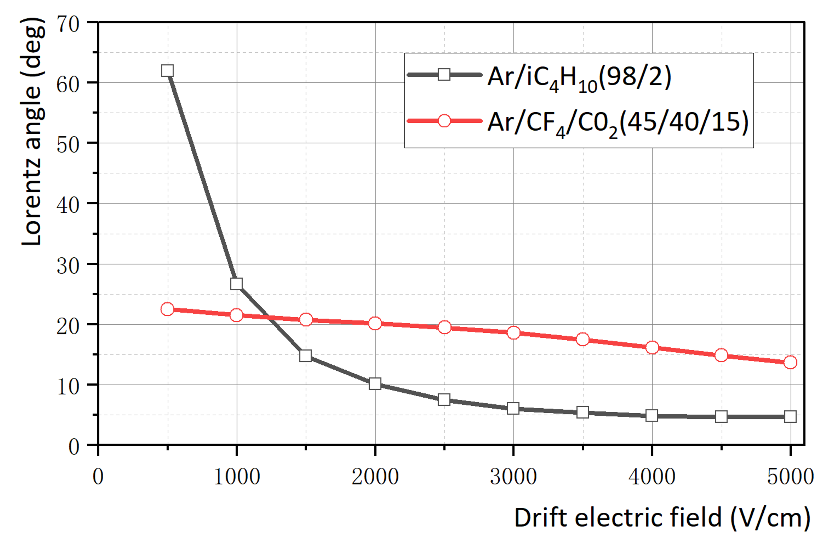 Lorentz angle (deg)
70
60
50
40
30
20
10
0
Ar/iC₄H₁₀(98/2)
Ar/CF₄/C0₂(45/40/15)
0 1000 2000 3000 4000 5000
Drift electric field (V/cm)